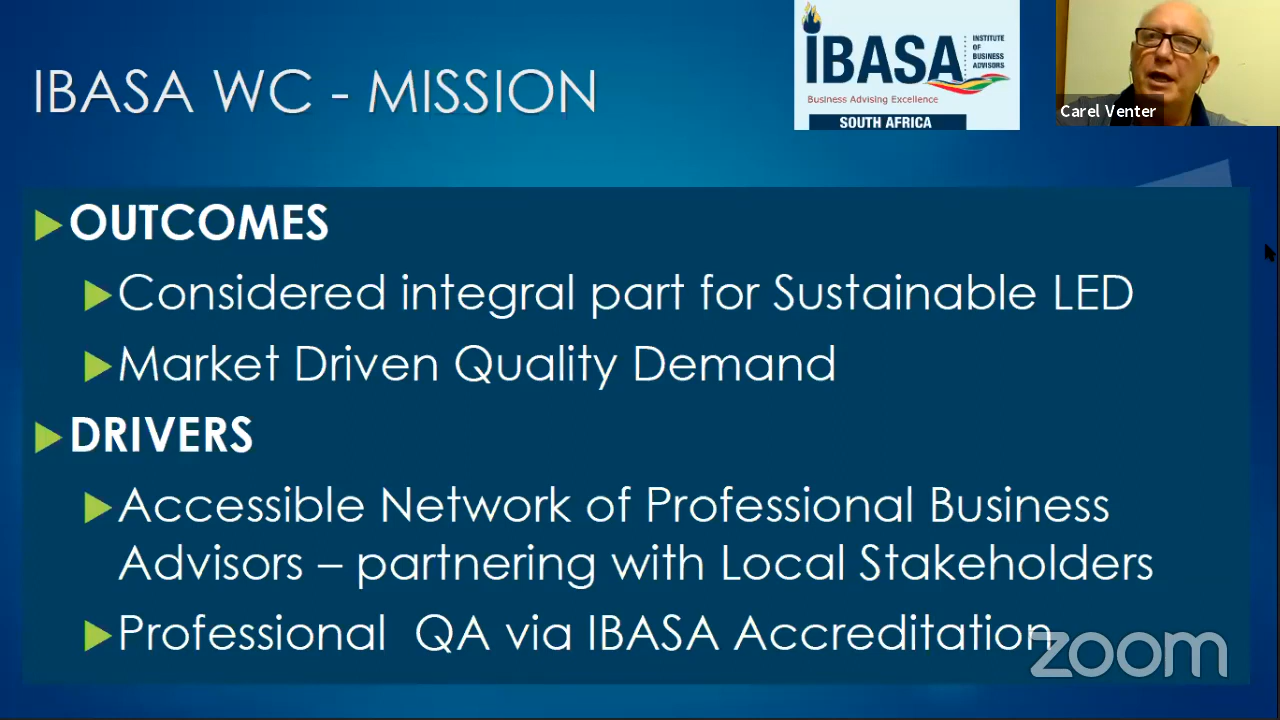 IBASA WC - MISSION
IBASA
INSTITUTE
OF
BUSINESS
ADVISORS
Business Advising Excellence
SOUTH AFRICA
Carel Venter
OUTCOMES
Considered integral part for Sustainable LED
Market Driven Quality Demand
DRIVERS
Accessible Network of Professional Business
Advisors – partnering with Local Stakeholders
Professional QA via IBASA Accreditation
zoom